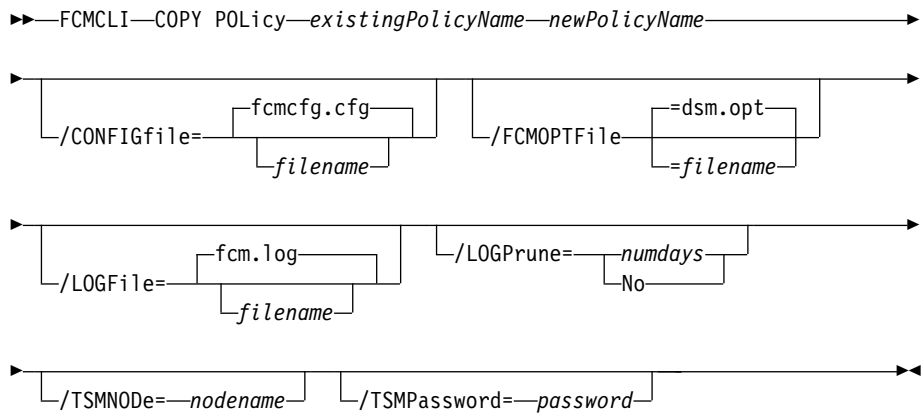 FCMCLI COPY POLicy existingPolicyName newPolicyName
fcmcfg.cfg =dsm.opt
/CONFIGfile= /FCMOPTFile
filename =filename
fcm.log
/LOGFile= /LOGPrune= numdays
filename No
/TSMNODe= nodename /TSMPassword= password